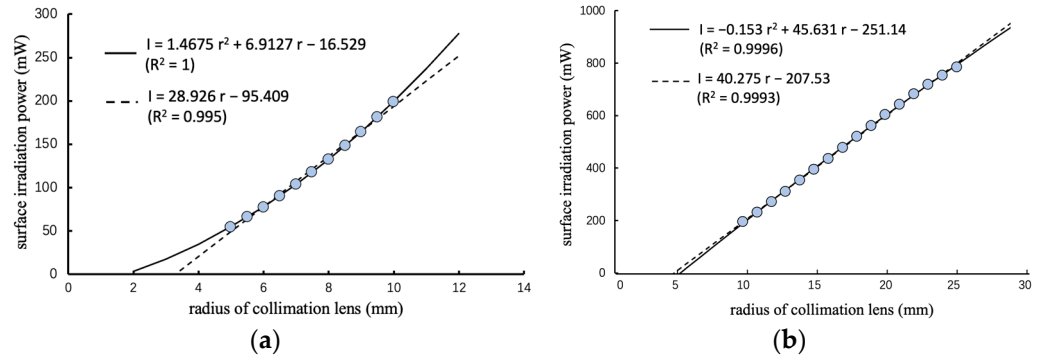 300
250
200
150
100
50
0
surface irradiation power (mW)
I = 1.4675 r² + 6.9127 r − 16.529
(R² = 1)
I = 28.926 r − 95.409
(R² = 0.995)
0 2 4 6 8 10 12 14
radius of collimation lens (mm)
(a)
1000
800
600
400
200
0
surface irradiation power (mW)
I = −0.153 r² + 45.631 r − 251.14
(R² = 0.9996)
I = 40.275 r − 207.53
(R² = 0.9993)
0 5 10 15 20 25 30
radius of collimation lens (mm)
(b)